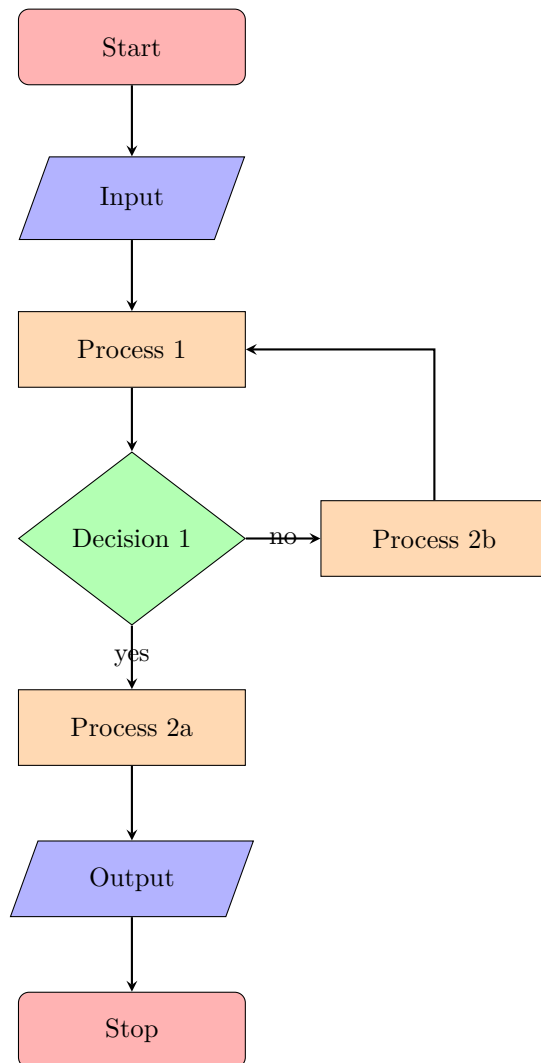 Start
Input
Process 1
Decision 1
no
Process 2b
yes
Process 2a
Output
Stop